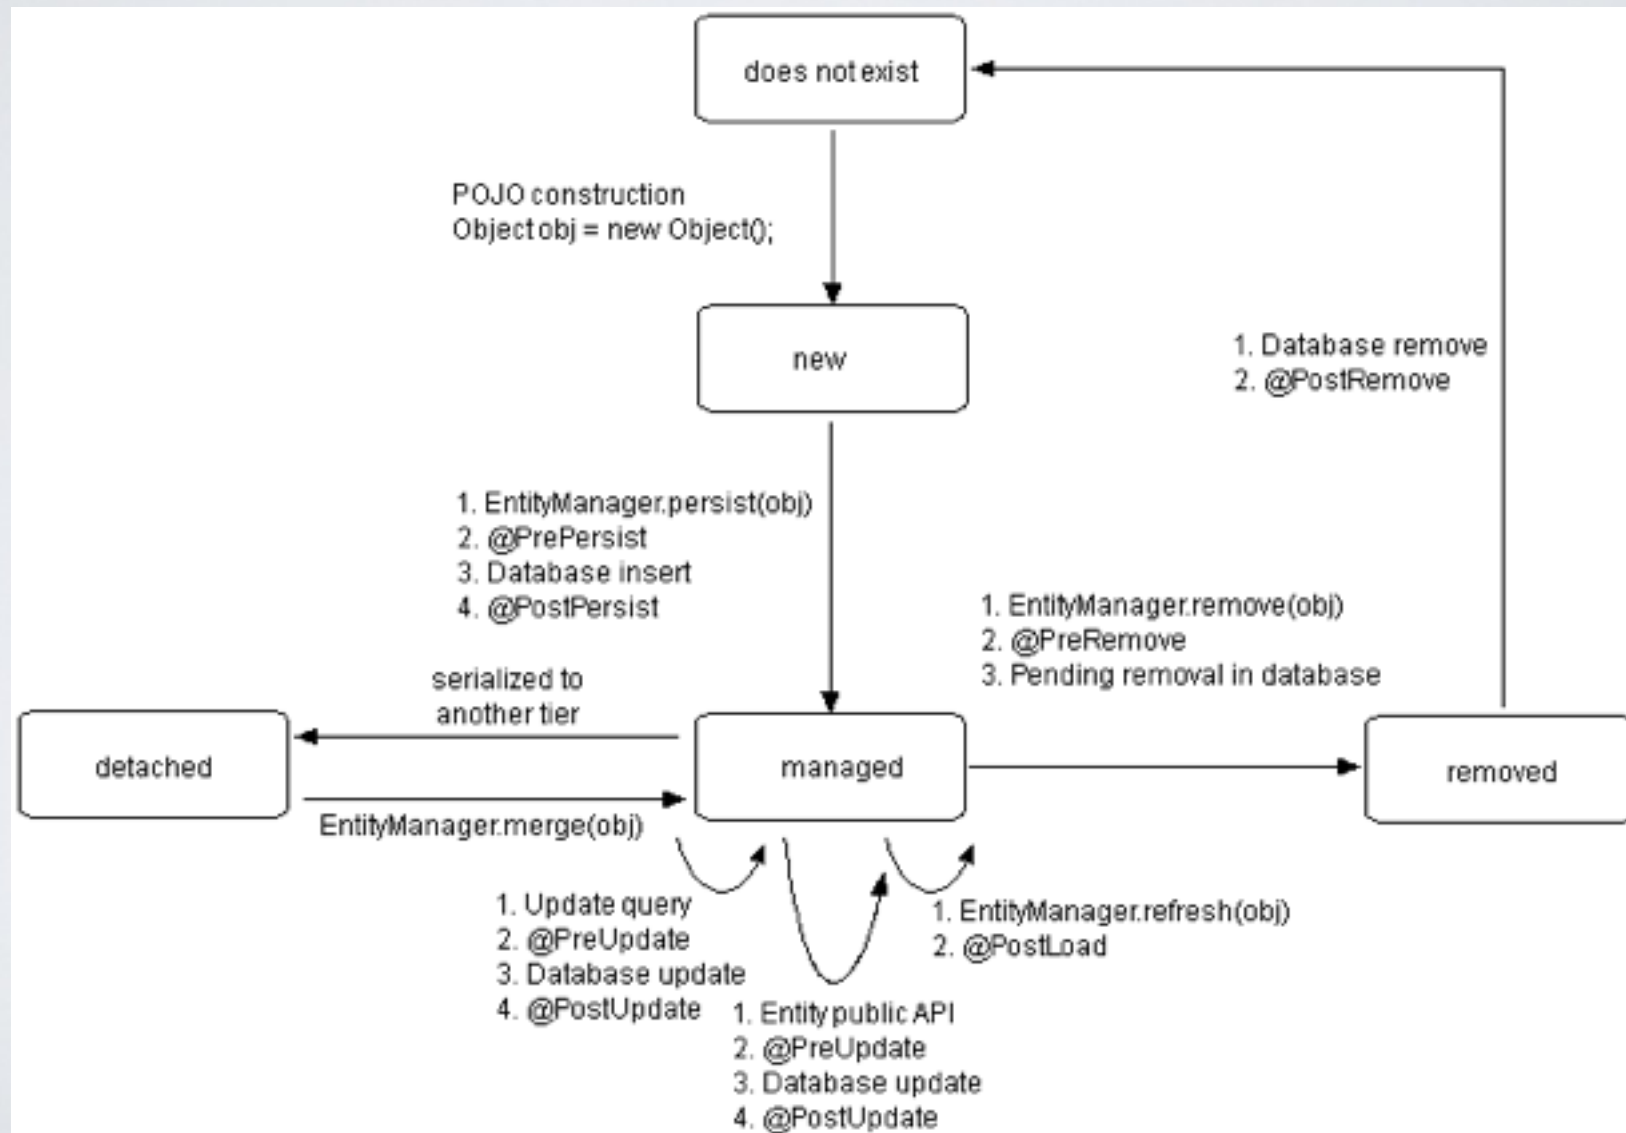 does not exist
POJO construction
Object obj = new Object();
new
1. Database remove
2. @PostRemove
1. EntityManager.persist(obj)
2. @PrePersist
3. Database insert
4. @PostPersist
1. EntityManager.remove(obj)
2. @PreRemove
3. Pending removal in database
serialized to
another tier
detached
managed
removed
EntityManager.merge(obj)
1. Update query
2. @PreUpdate
3. Database update
4. @PostUpdate
1. EntityManager.refresh(obj)
2. @PostLoad
1. Entity public API
2. @PreUpdate
3. Database update
4. @PostUpdate